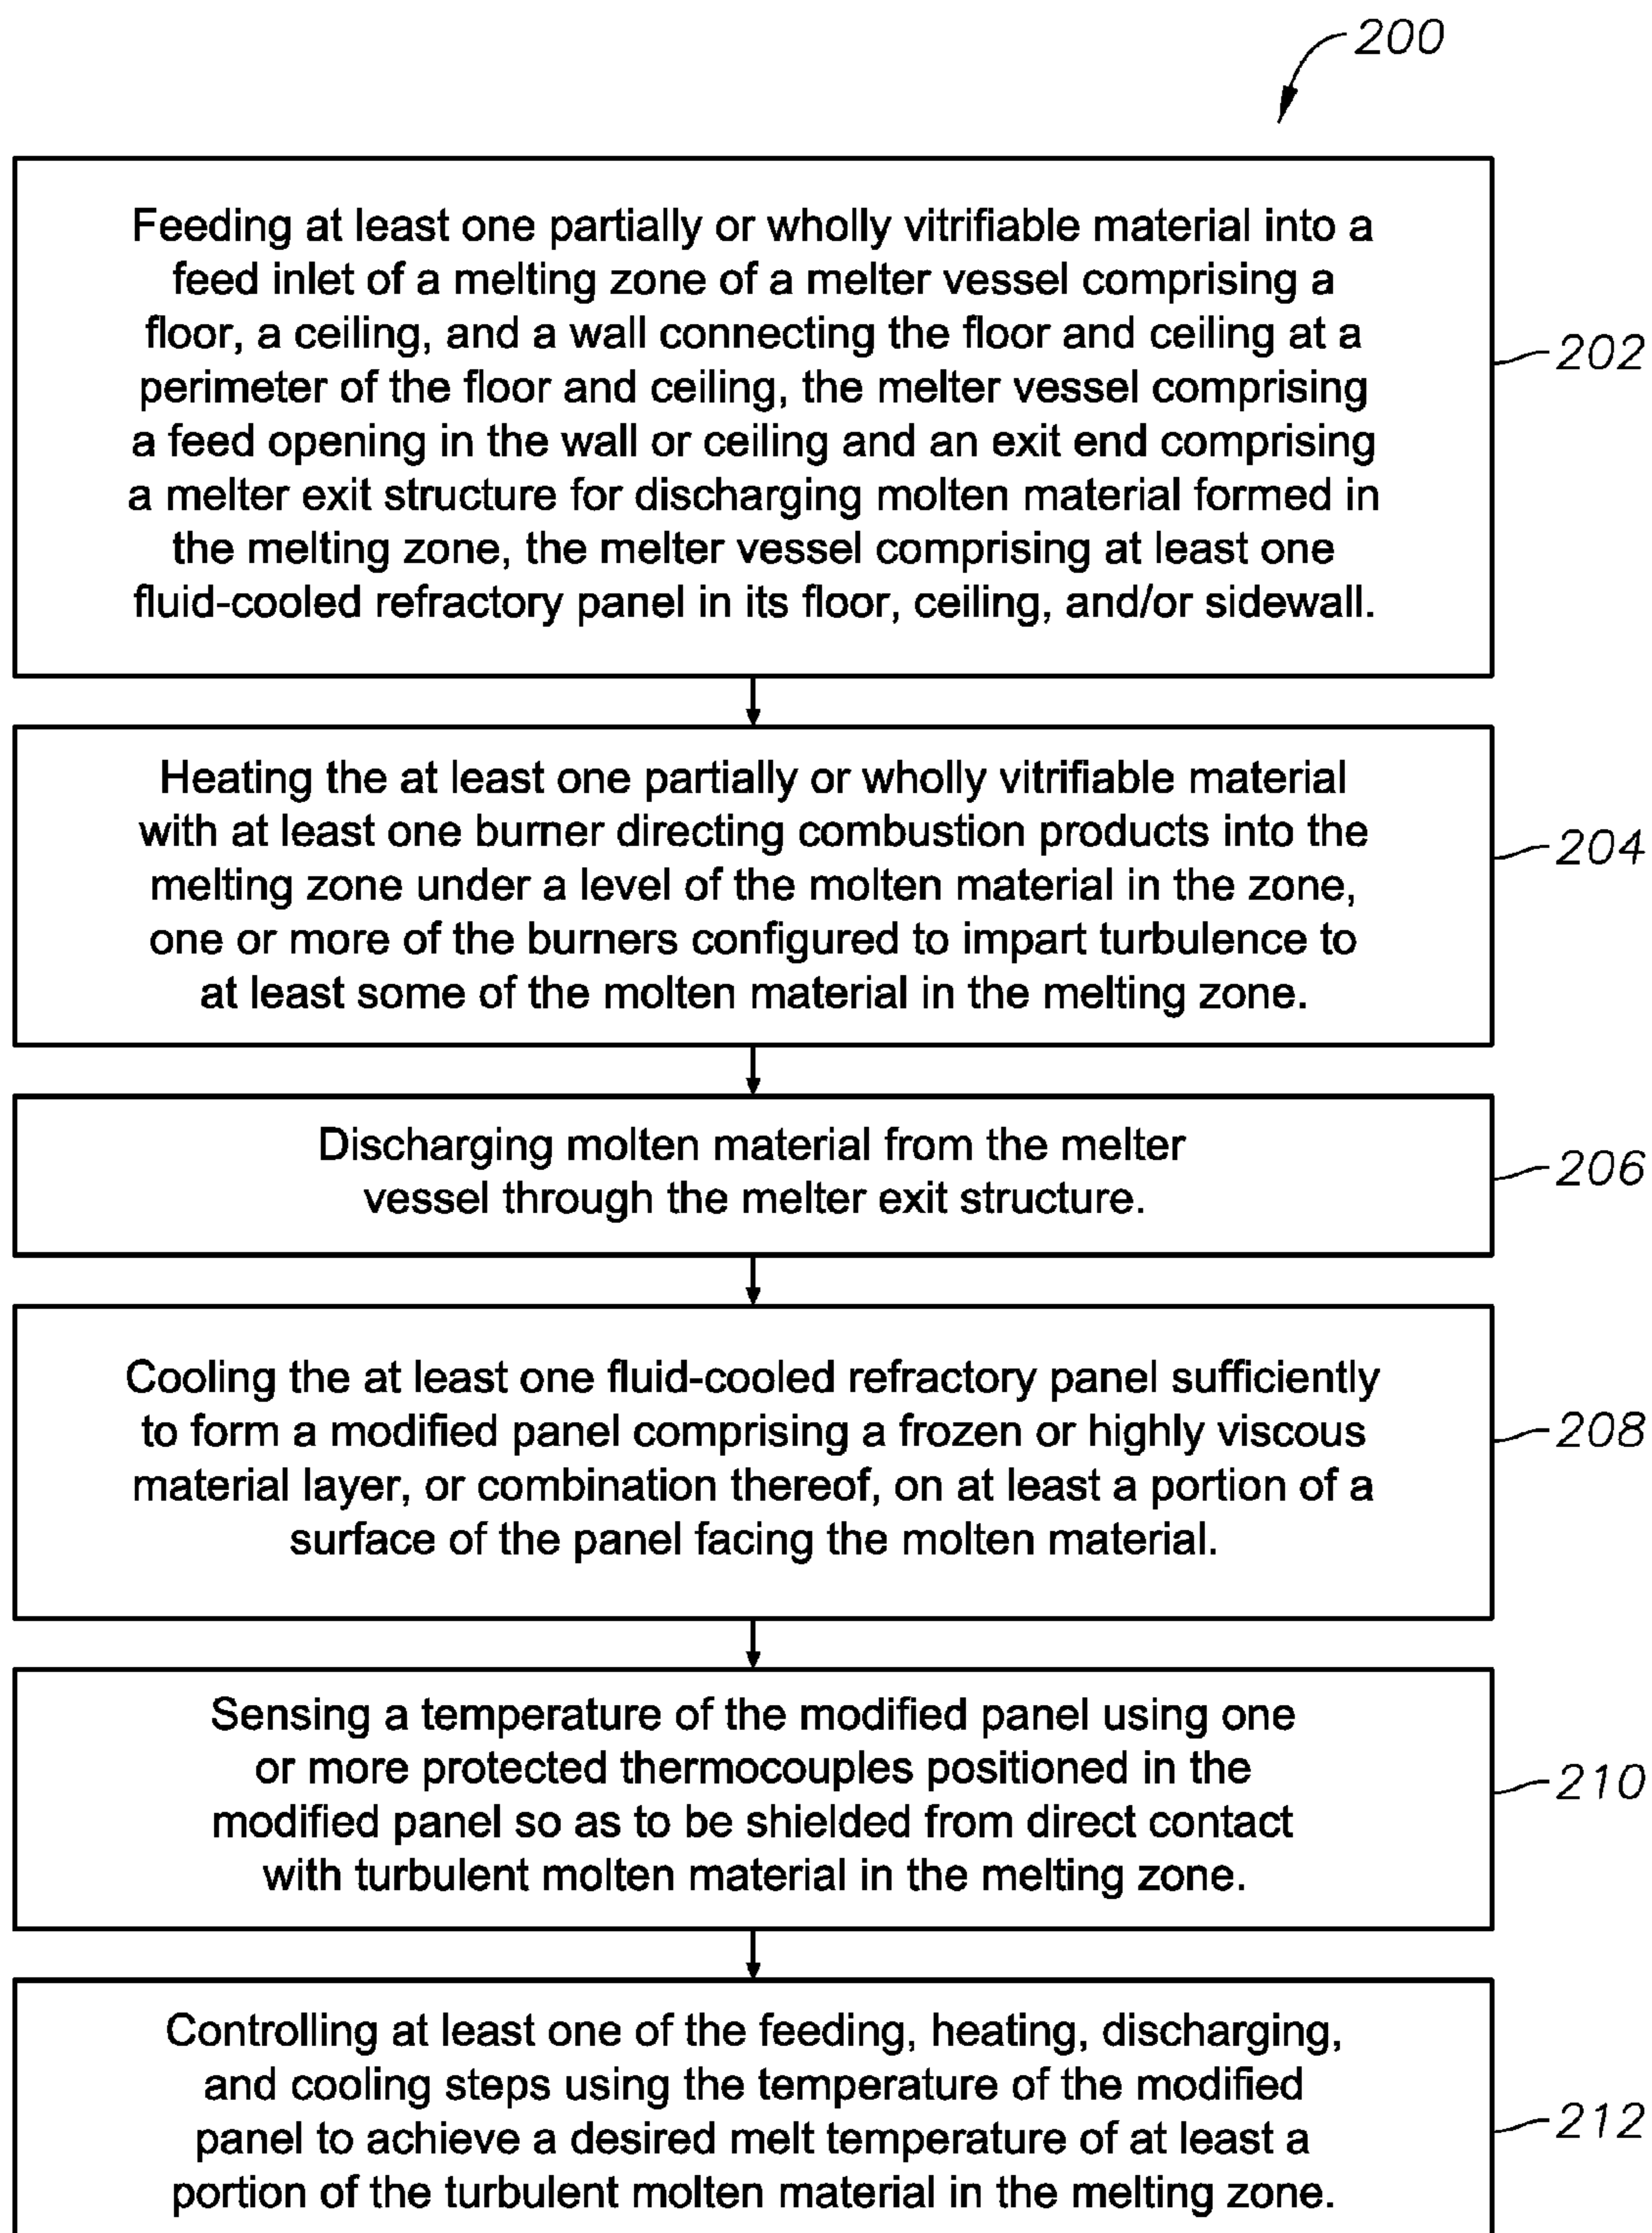 200
Feeding at least one partially or wholly vitrifiable material into a
feed inlet of a melting zone of a melter vessel comprising a
floor, a ceiling, and a wall connecting the floor and ceiling at a
perimeter of the floor and ceiling, the melter vessel comprising
a feed opening in the wall or ceiling and an exit end comprising
a melter exit structure for discharging molten material formed in
the melting zone, the melter vessel comprising at least one
fluid-cooled refractory panel in its floor, ceiling, and/or sidewall.
202
Heating the at least one partially or wholly vitrifiable material
with at least one burner directing combustion products into the
melting zone under a level of the molten material in the zone,
one or more of the burners configured to impart turbulence to
at least some of the molten material in the melting zone.
204
Discharging molten material from the melter
vessel through the melter exit structure.
206
Cooling the at least one fluid-cooled refractory panel sufficiently
to form a modified panel comprising a frozen or highly viscous
material layer, or combination thereof, on at least a portion of a
surface of the panel facing the molten material.
208
Sensing a temperature of the modified panel using one
or more protected thermocouples positioned in the
modified panel so as to be shielded from direct contact
with turbulent molten material in the melting zone.
210
Controlling at least one of the feeding, heating, discharging,
and cooling steps using the temperature of the modified
panel to achieve a desired melt temperature of at least a
portion of the turbulent molten material in the melting zone.
212